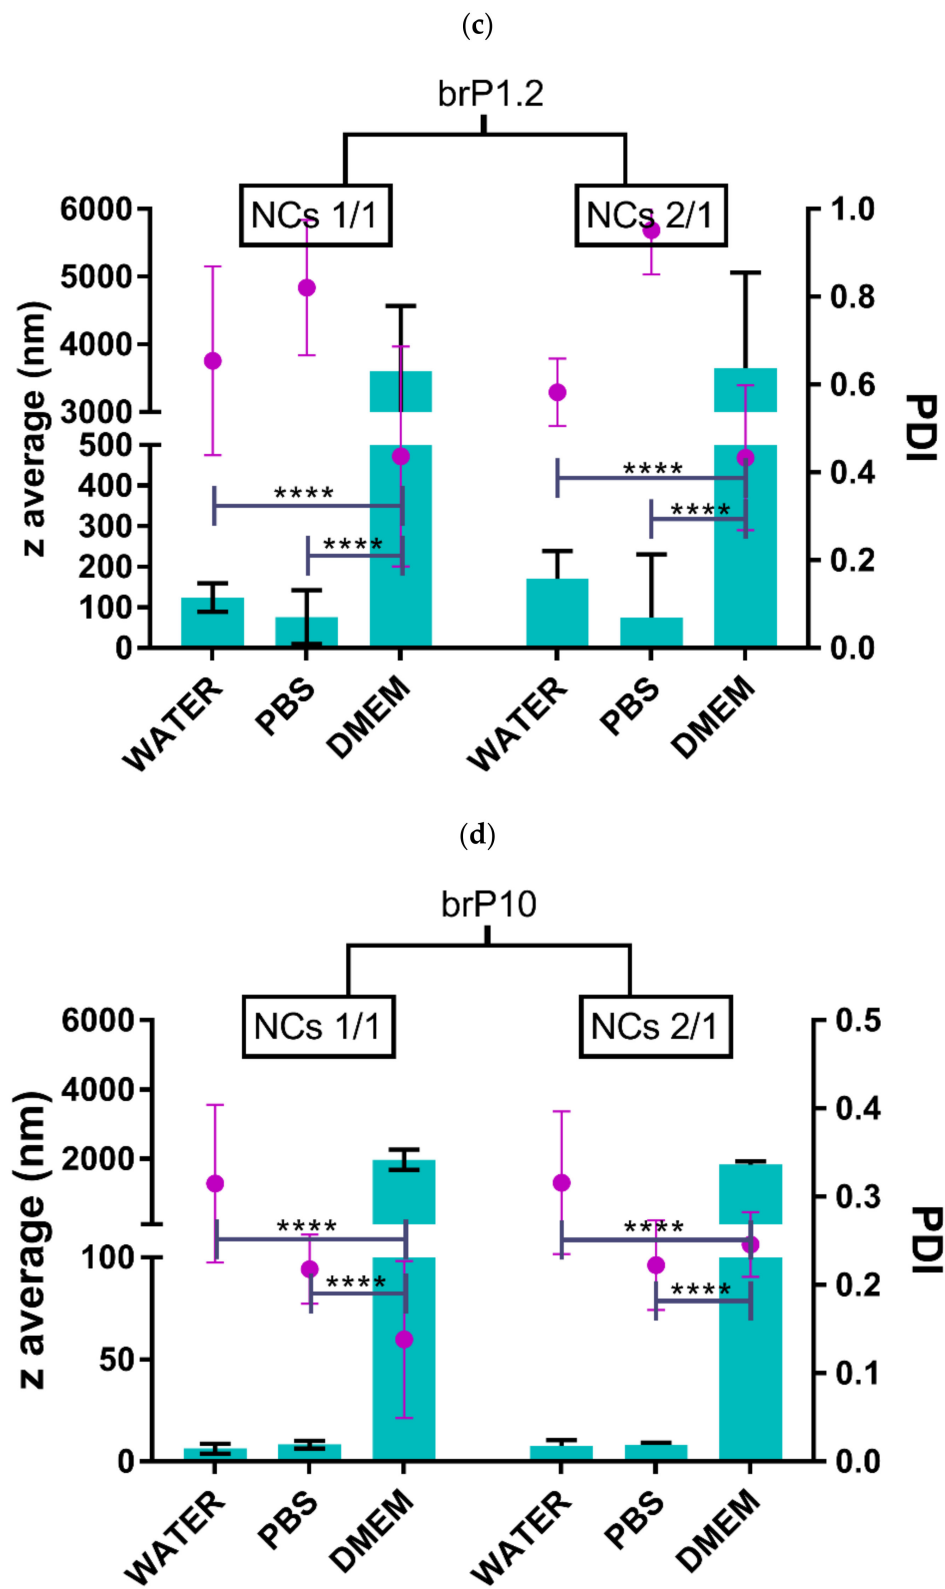 (c)
brP1.2
NCs 1/1
NCs 2/1
6000
5000
4000
3000
500
400
300
200
100
0
z average (nm)
1.0
0.8
0.6
0.4
0.2
0.0
PDI
****
****
****
****
WATER
PBS
DMEM
WATER
PBS
DMEM
(d)
brP10
NCs 1/1
NCs 2/1
6000
4000
2000
100
50
0
z average (nm)
0.5
0.4
0.3
0.2
0.1
0.0
PDI
****
****
****
****
WATER
PBS
DMEM
WATER
PBS
DMEM